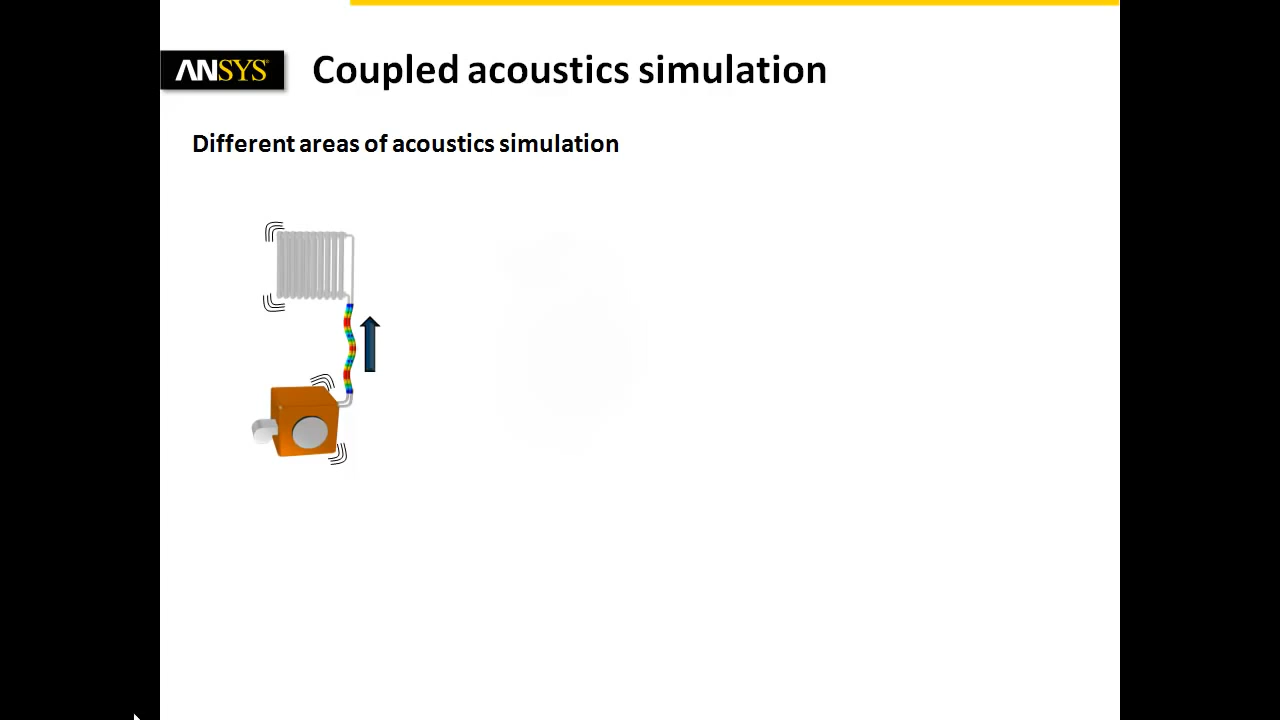 ANSYS
Coupled acoustics simulation
Different areas of acoustics simulation